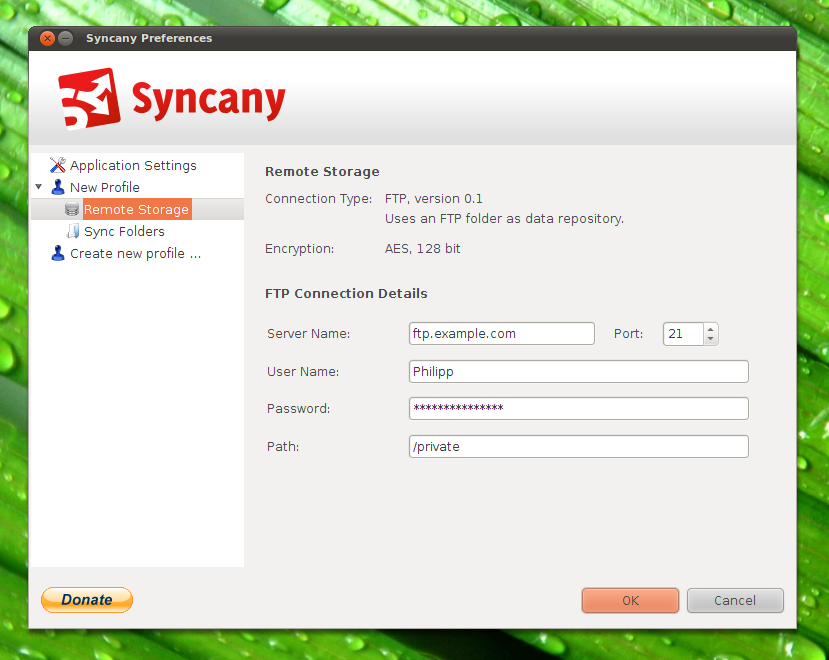 Syncany Preferences
Syncany
Application Settings
New Profile
Remote Storage
Sync Folders
Create new profile ...
Remote Storage
Connection Type: FTP, version 0.1
Uses an FTP folder as data repository.
Encryption: AES, 128 bit
FTP Connection Details
Server Name: ftp.example.com Port: 21
User Name: Philipp
Password: ***************
Path: /private
Donate
OK Cancel